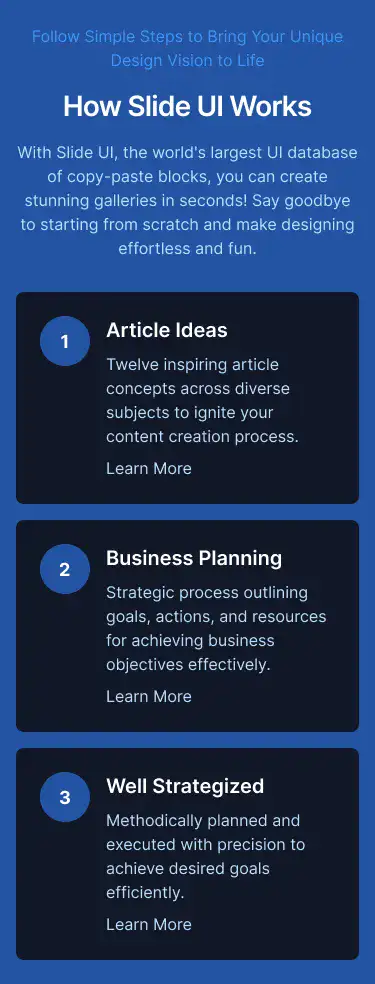 Follow Simple Steps to Bring Your Unique
Design Vision to Life
How Slide UI Works
With Slide UI, the world's largest UI database
of copy-paste blocks, you can create
stunning galleries in seconds! Say goodbye
to starting from scratch and make designing
effortless and fun.
1
Article Ideas
Twelve inspiring article
concepts across diverse
subjects to ignite your
content creation process.
Learn More
2
Business Planning
Strategic process outlining
goals, actions, and resources
for achieving business
objectives effectively.
Learn More
3
Well Strategized
Methodically planned and
executed with precision to
achieve desired goals
efficiently.
Learn More